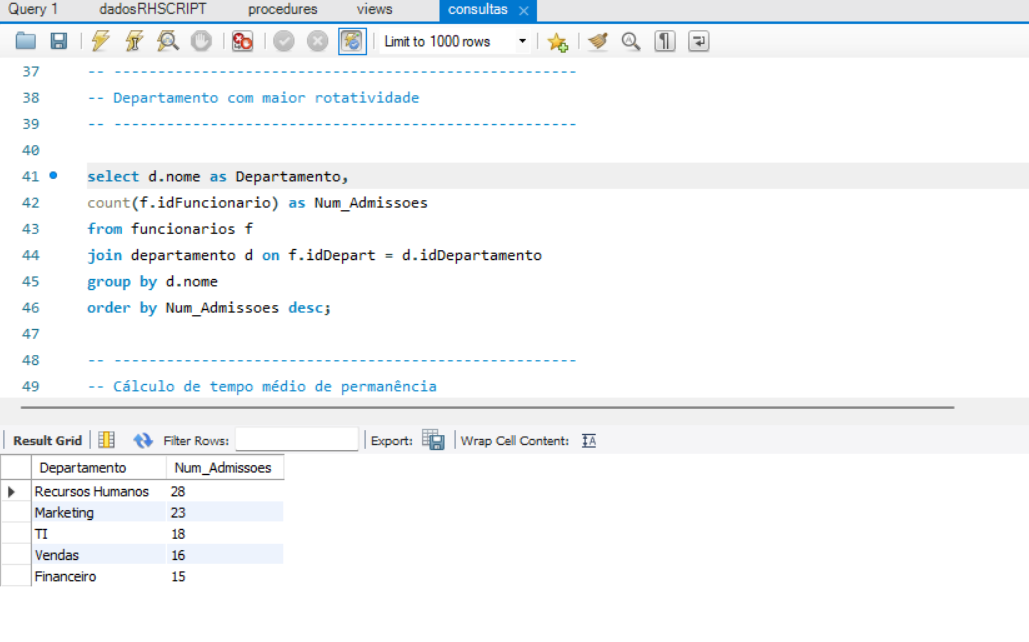 Query 1 dadosRHSCRIPT procedures views consultas
Limit to 1000 rows
37 -- -----------------------------------------------------
38 -- Departamento com maior rotatividade
39 -- -----------------------------------------------------
40
41 select d.nome as Departamento,
42 count(f.idFuncionario) as Num_Admissoes
43 from funcionarios f
44 join departamento d on f.idDepart = d.idDepartamento
45 group by d.nome
46 order by Num_Admissoes desc;
47
48 -- -----------------------------------------------------
49 -- Cálculo de tempo médio de permanência
Result Grid Filter Rows: Export: Wrap Cell Content:
Departamento Num_Admissoes
Recursos Humanos 28
Marketing 23
TI 18
Vendas 16
Financeiro 15